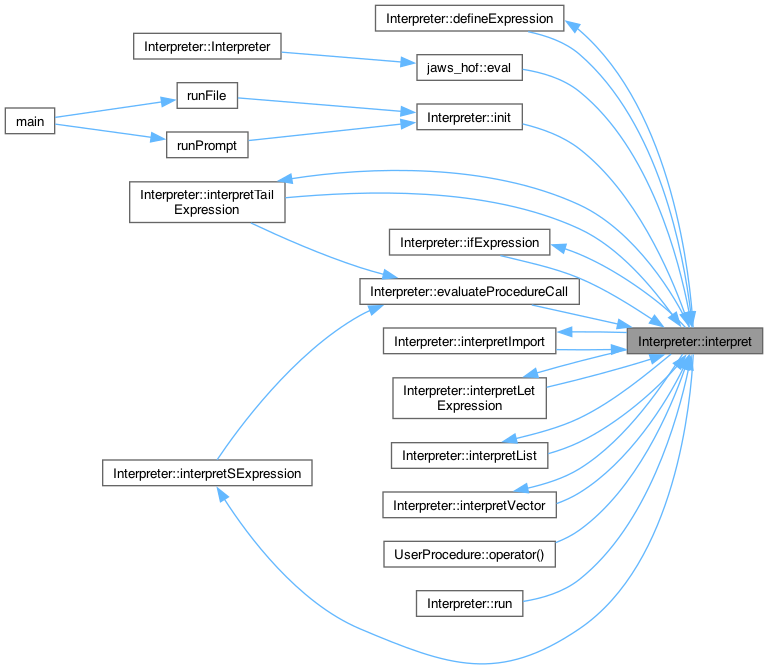 Interpreter::defineExpression
Interpreter::Interpreter
jaws_hof::eval
runFile
Interpreter::init
main
runPrompt
Interpreter::interpretTail
Expression
Interpreter::ifExpression
Interpreter::evaluateProcedureCall
Interpreter::interpretImport
Interpreter::interpret
Interpreter::interpretLet
Expression
Interpreter::interpretList
Interpreter::interpretSExpression
Interpreter::interpretVector
UserProcedure::operator()
Interpreter::run